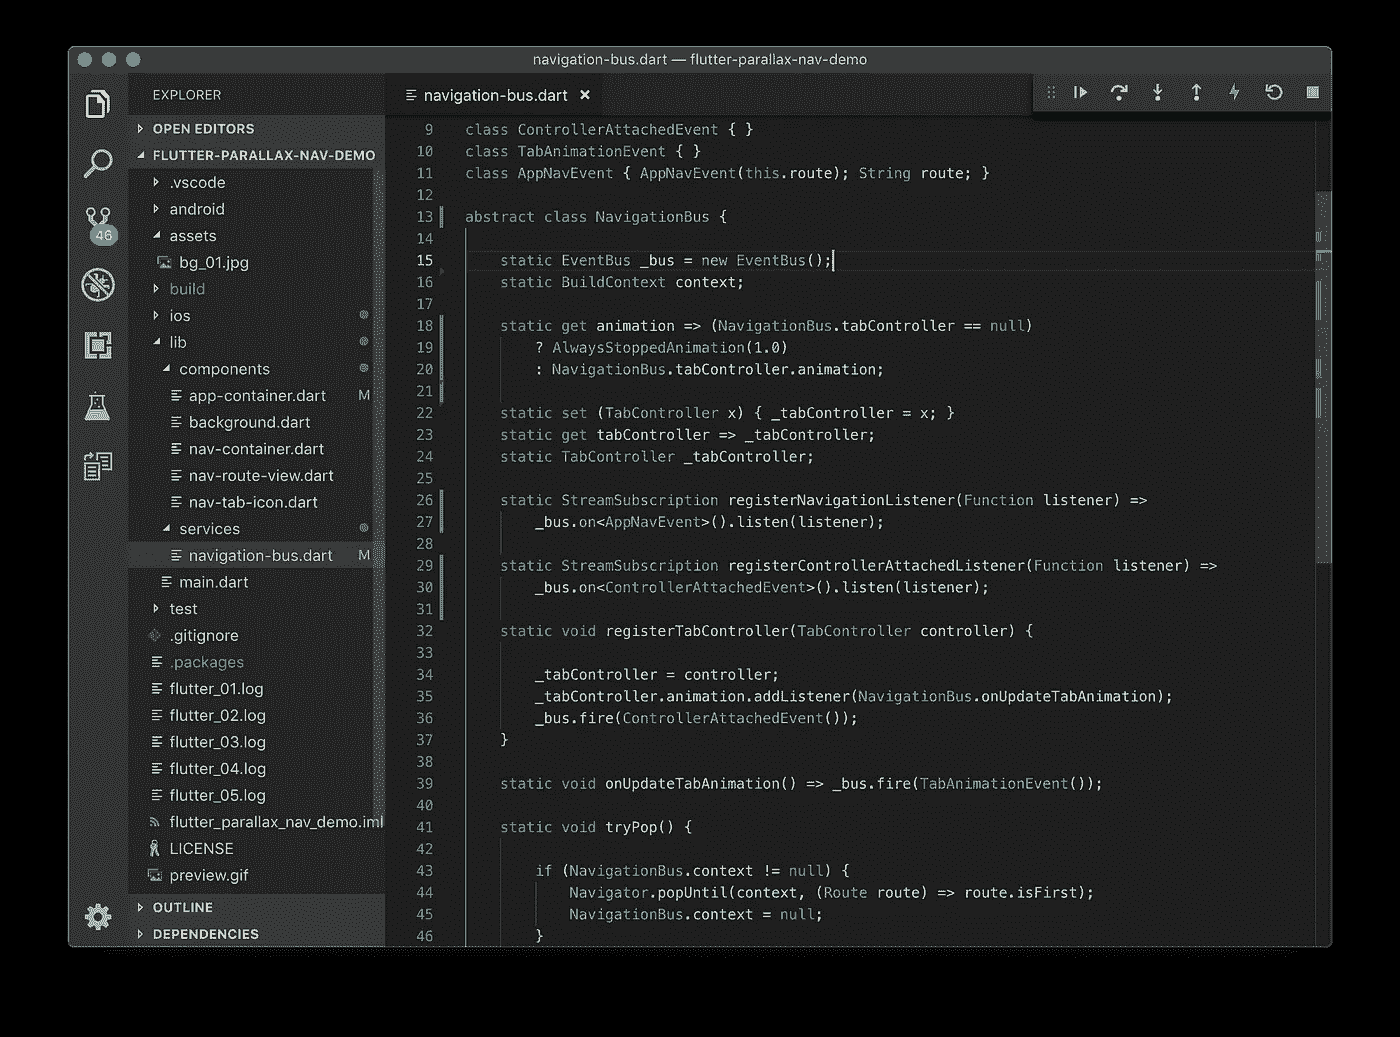 navigation-bus.dart — flutter-parallax-nav-demo
EXPLORER
OPEN EDITORS
FLUTTER-PARALLAX-NAV-DEMO
.vscode
android
assets
bg_01.jpg
build
ios
lib
components
app-container.dart M
background.dart
nav-container.dart
nav-route-view.dart
nav-tab-icon.dart
services
navigation-bus.dart M
main.dart
test
.gitignore
.packages
flutter_01.log
flutter_02.log
flutter_03.log
flutter_04.log
flutter_05.log
flutter_parallax_nav_demo.iml
LICENSE
preview.gif
OUTLINE
DEPENDENCIES
46
navigation-bus.dart ×
9 class ControllerAttachedEvent { }
10 class TabAnimationEvent { }
11 class AppNavEvent { AppNavEvent(this.route); String route; }
12
13 abstract class NavigationBus {
14
15 static EventBus _bus = new EventBus();
16 static BuildContext context;
17
18 static get animation => (NavigationBus.tabController == null)
19 ? AlwaysStoppedAnimation(1.0)
20 : NavigationBus.tabController.animation;
21
22 static set (TabController x) { _tabController = x; }
23 static get tabController => _tabController;
24 static TabController _tabController;
25
26 static StreamSubscription registerNavigationListener(Function listener) =>
27 _bus.on<AppNavEvent>().listen(listener);
28
29 static StreamSubscription registerControllerAttachedListener(Function listener) =>
30 _bus.on<ControllerAttachedEvent>().listen(listener);
31
32 static void registerTabController(TabController controller) {
33
34 _tabController = controller;
35 _tabController.animation.addListener(NavigationBus.onUpdateTabAnimation);
36 _bus.fire(ControllerAttachedEvent());
37 }
38
39 static void onUpdateTabAnimation() => _bus.fire(TabAnimationEvent());
40
41 static void tryPop() {
42
43 if (NavigationBus.context != null) {
44 Navigator.popUntil(context, (Route route) => route.isFirst);
45 NavigationBus.context = null;
46 }